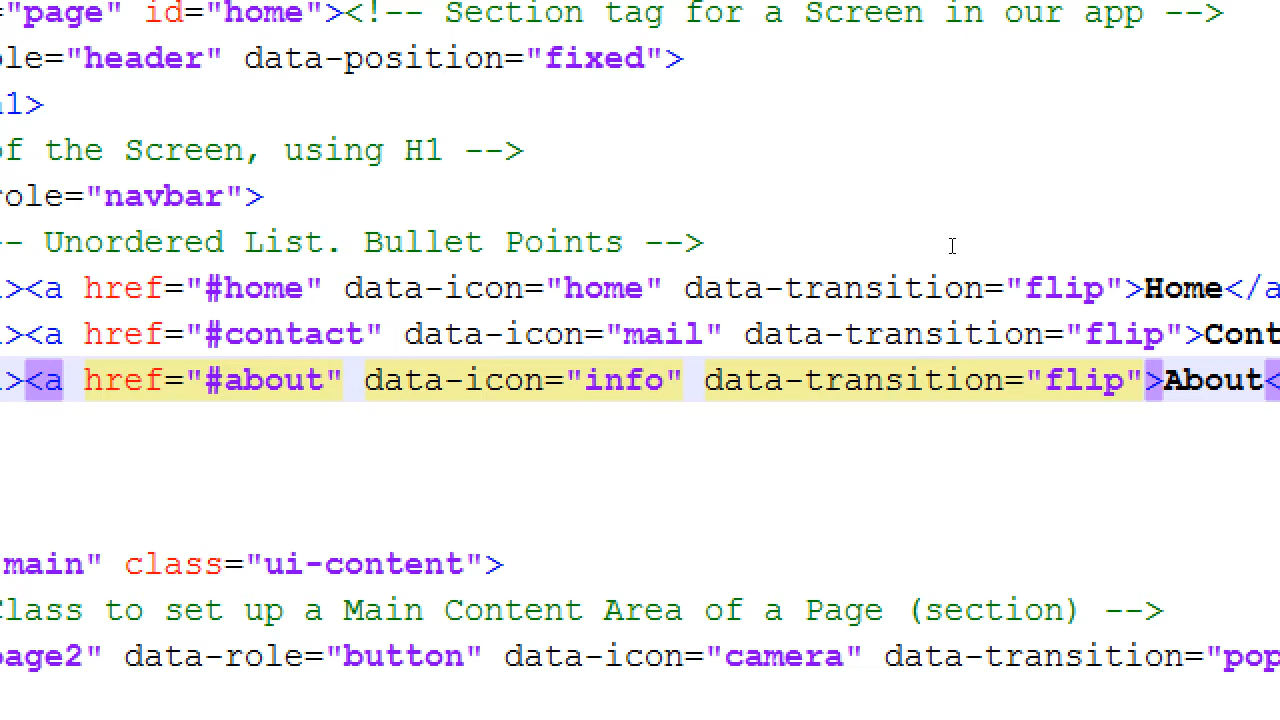 ="page" id="home"><!-- Section tag for a Screen in our app -->
ole="header" data-position="fixed">
h1>
of the Screen, using H1 -->
role="navbar">
-- Unordered List. Bullet Points -->
><a href="#home" data-icon="home" data-transition="flip">Home</a
><a href="#contact" data-icon="mail" data-transition="flip">Cont
><a href="#about" data-icon="info" data-transition="flip">About<
main" class="ui-content">
Class to set up a Main Content Area of a Page (section) -->
page2" data-role="button" data-icon="camera" data-transition="pop